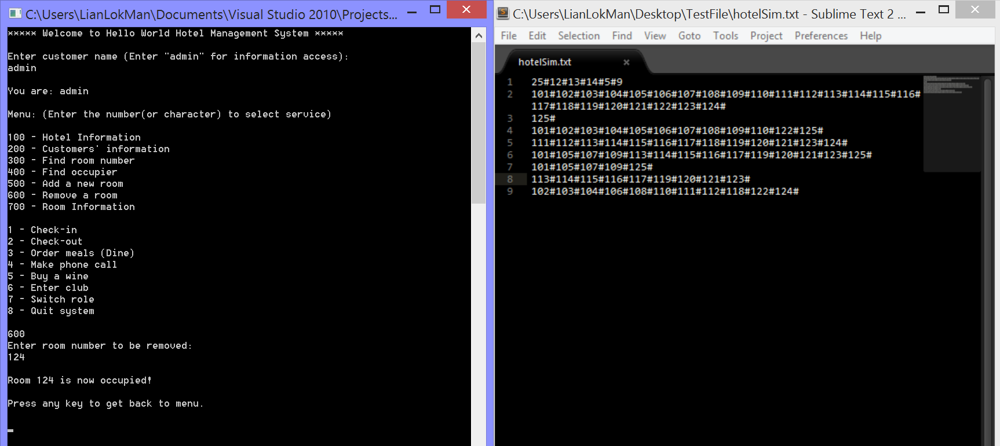 C:\Users\LianLokMan\Documents\Visual Studio 2010\Projects...
***** Welcome to Hello World Hotel Management System *****
Enter customer name (Enter "admin" for information access):
admin
You are: admin
Menu: (Enter the number(or character) to select service)
100 - Hotel Information
200 - Customers' information
300 - Find room number
400 - Find occupier
500 - Add a new room
600 - Remove a room
700 - Room Information
1 - Check-in
2 - Check-out
3 - Order meals (Dine)
4 - Make phone call
5 - Buy a wine
6 - Enter club
7 - Switch role
8 - Quit system
600
Enter room number to be removed:
124
Room 124 is now occupied!
Press any key to get back to menu.
C:\Users\LianLokMan\Desktop\TestFile\hotelSim.txt - Sublime Text 2 ...
File Edit Selection Find View Goto Tools Project Preferences Help
hotelSim.txt
1 25#12#13#14#5#9
2 101#102#103#104#105#106#107#108#109#110#111#112#113#114#115#116#
117#118#119#120#121#122#123#124#
3 125#
4 101#102#103#104#105#106#107#108#109#110#122#125#
5 111#112#113#114#115#116#117#118#119#120#121#123#124#
6 101#105#107#109#113#114#115#116#117#119#120#121#123#125#
7 101#105#107#109#125#
8 113#114#115#116#117#119#120#121#123#
9 102#103#104#106#108#110#111#112#118#122#124#